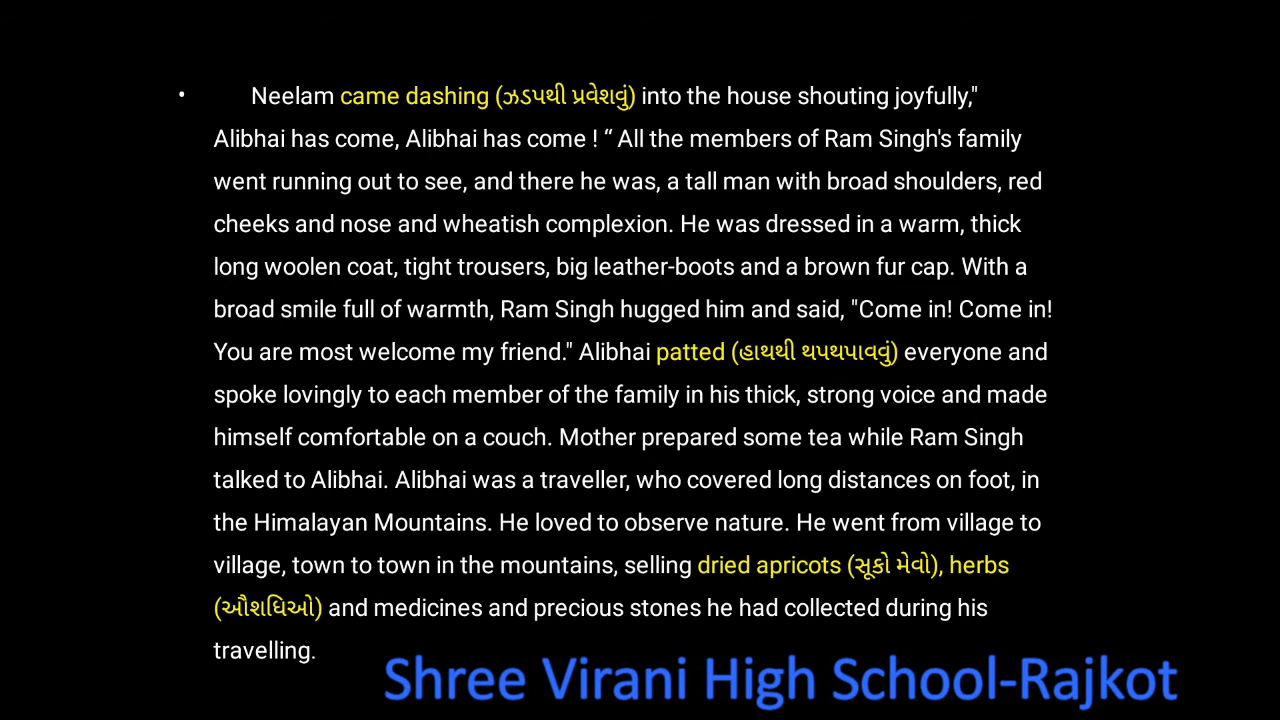 • Neelam came dashing (ઝડપથી પ્રવેશવું) into the house shouting joyfully,"
Alibhai has come, Alibhai has come ! “ All the members of Ram Singh's family
went running out to see, and there he was, a tall man with broad shoulders, red
cheeks and nose and wheatish complexion. He was dressed in a warm, thick
long woolen coat, tight trousers, big leather-boots and a brown fur cap. With a
broad smile full of warmth, Ram Singh hugged him and said, "Come in! Come in!
You are most welcome my friend." Alibhai patted (હાથથી થપથપાવવું) everyone and
spoke lovingly to each member of the family in his thick, strong voice and made
himself comfortable on a couch. Mother prepared some tea while Ram Singh
talked to Alibhai. Alibhai was a traveller, who covered long distances on foot, in
the Himalayan Mountains. He loved to observe nature. He went from village to
village, town to town in the mountains, selling dried apricots (સૂકો મેવો), herbs
(ઔશધિઓ) and medicines and precious stones he had collected during his
travelling.
Shree Virani High School-Rajkot